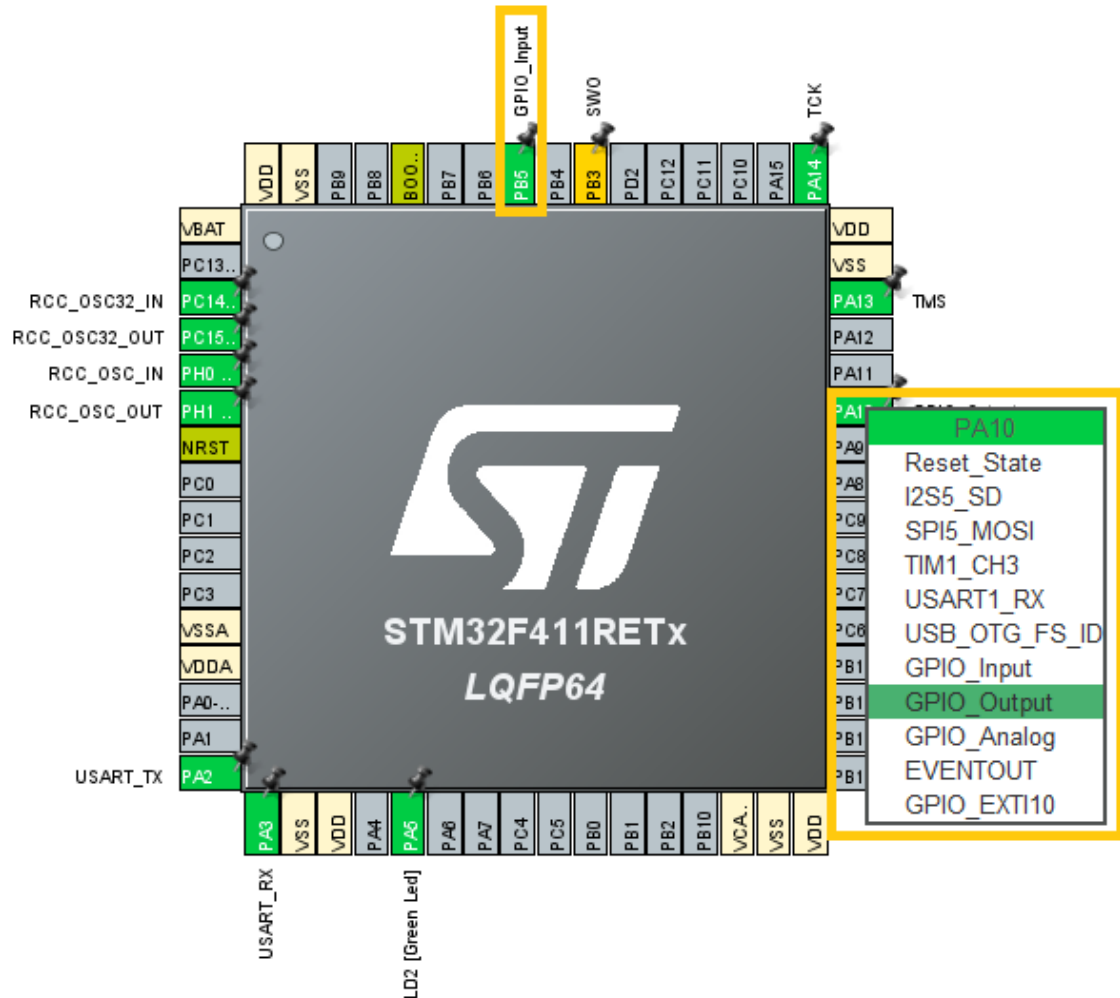 GPIO_Input
SWO
TCK
VDD
VSS
PB9
PB8
BOO..
PB7
PB6
PB5
PB4
PB3
PD2
PC12
PC11
PC10
PA15
PA14
VBAT
PC13..
RCC_OSC32_IN PC14..
RCC_OSC32_OUT PC15..
RCC_OSC_IN PH0 ..
RCC_OSC_OUT PH1 ..
NRST
PC0
PC1
PC2
PC3
VSSA
VDDA
PA0-..
PA1
USART_TX PA2
STM32F411RETx
LQFP64
VDD
VSS
PA13 TMS
PA12
PA11
PA9
PA8
PC9
PC8
PC7
PC6
PB1
PB1
PB1
PB1
PA10
Reset_State
I2S5_SD
SPI5_MOSI
TIM1_CH3
USART1_RX
USB_OTG_FS_ID
GPIO_Input
GPIO_Output
GPIO_Analog
EVENTOUT
GPIO_EXTI10
PA3
VSS
VDD
PA4
PA5
PA6
PA7
PC4
PC5
PB0
PB1
PB2
PB10
VCA..
VSS
VDD
USART_RX
LD2 [Green Led]